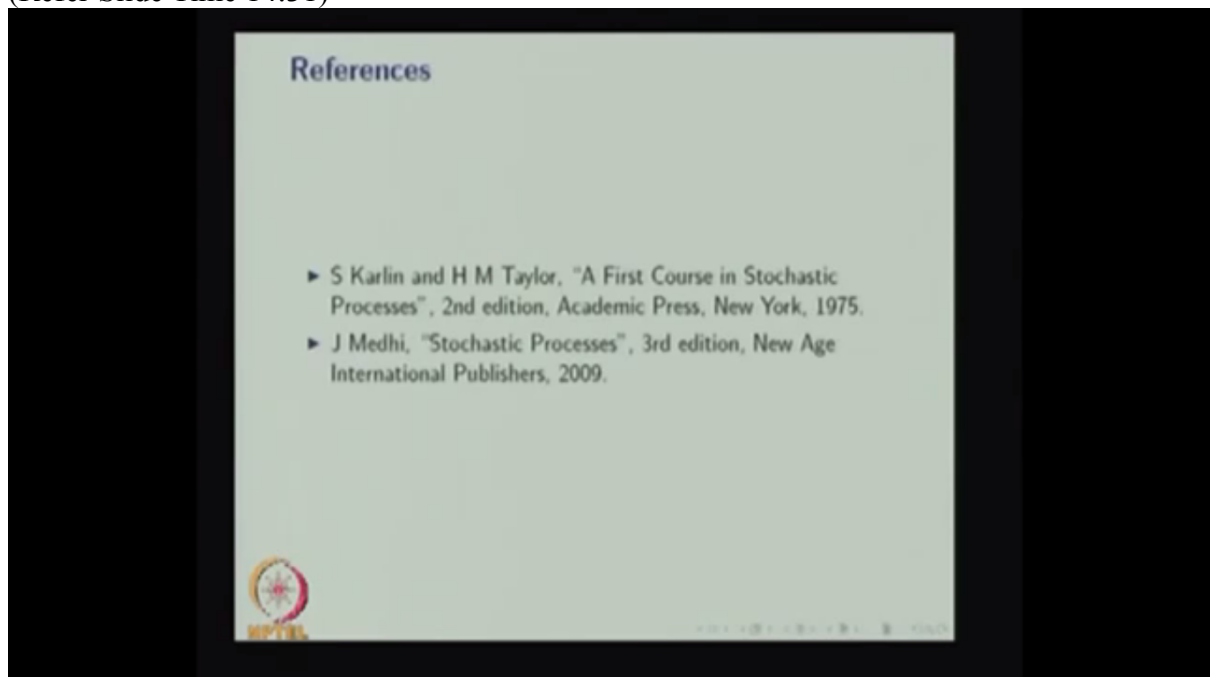 References
► S Karlin and H M Taylor, "A First Course in Stochastic
Processes", 2nd edition, Academic Press, New York, 1975.
► J Medhi, "Stochastic Processes", 3rd edition, New Age
International Publishers, 2009.
NPTEL